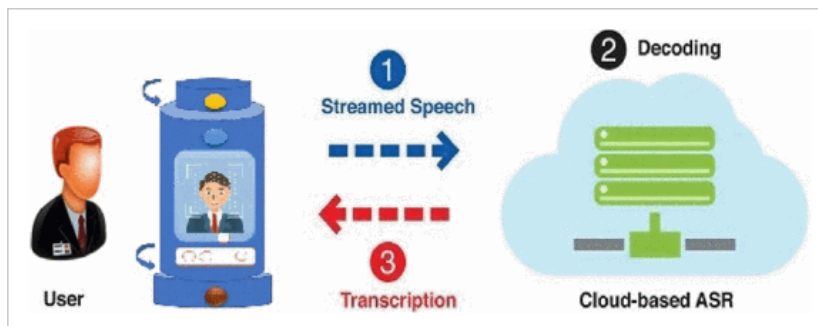 1
Streamed Speech
2 Decoding
3
Transcription
User
Cloud-based ASR